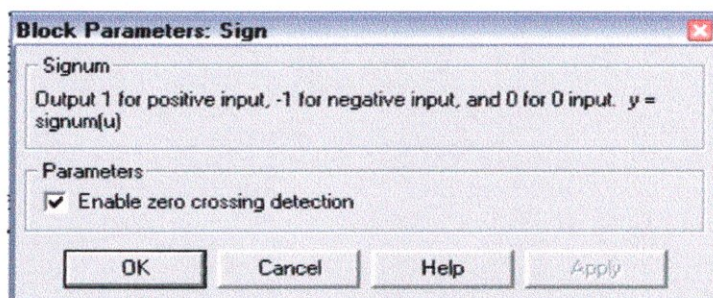 Block Parameters: Sign
Signum
Output 1 for positive input, -1 for negative input, and 0 for 0 input. y =
signum(u)
Parameters
Enable zero crossing detection
OK Cancel Help Apply